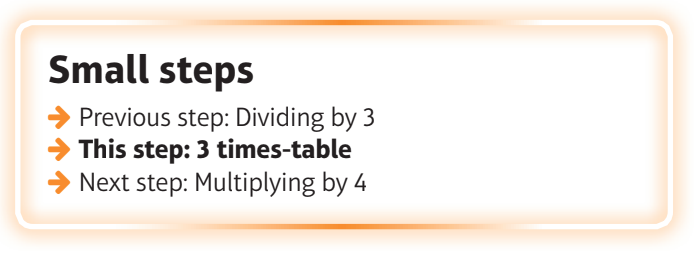 Small steps
Previous step: Dividing by 3
This step: 3 times-table
Next step: Multiplying by 4